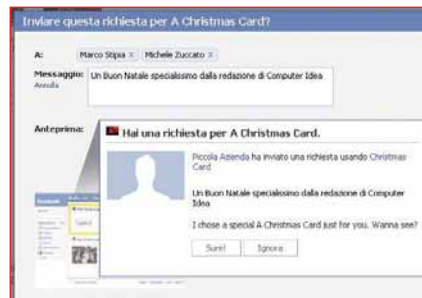 Inviare questa richiesta per A Christmas Card?
A: Marco Stipia x Michele Zuccato x
Messaggio: Un Buon Natale specialissimo dalla redazione di Computer Idea
Annulla
Anteprima:
Hai una richiesta per A Christmas Card.
Piccola Azienda ha inviato una richiesta usando Christmas
Card
Un Buon Natale specialissimo dalla redazione di Computer
Idea
I chose a special A Christmas Card just for you. Wanna see?
Sure! Ignora